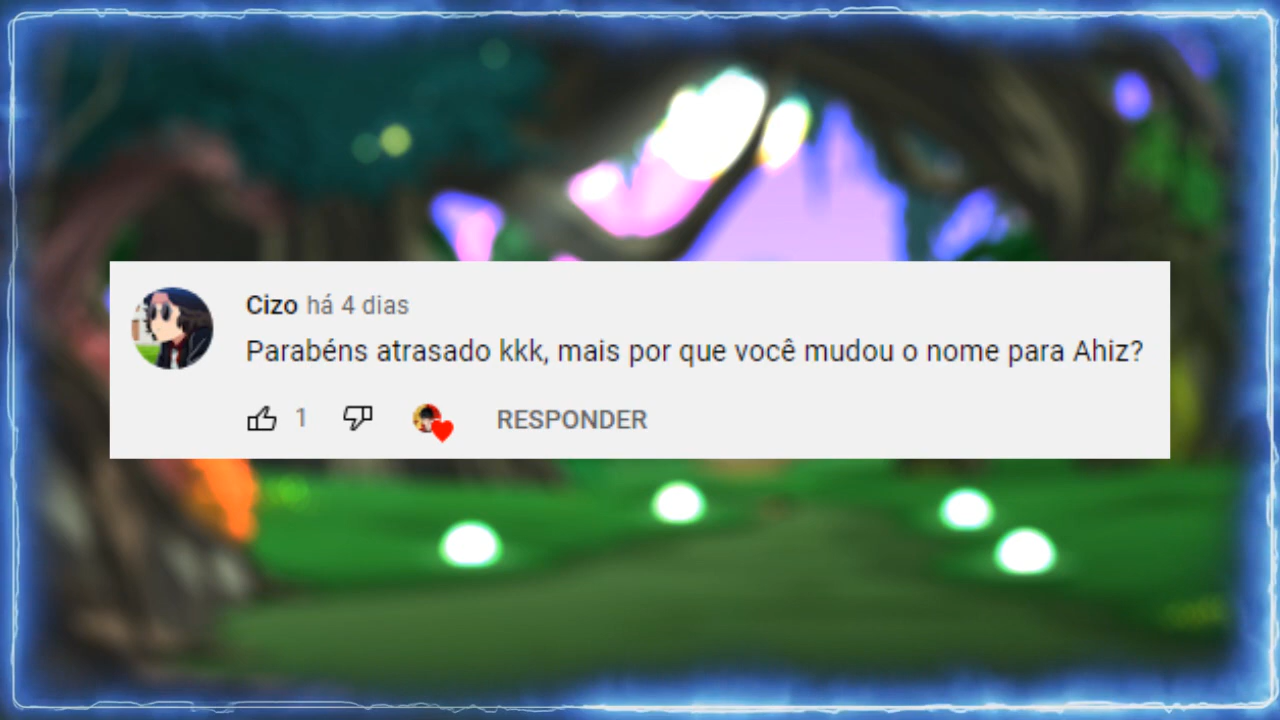 Cizo há 4 dias
Parabéns atrasado kkk, mais por que você mudou o nome para Ahiz?
1 RESPONDER